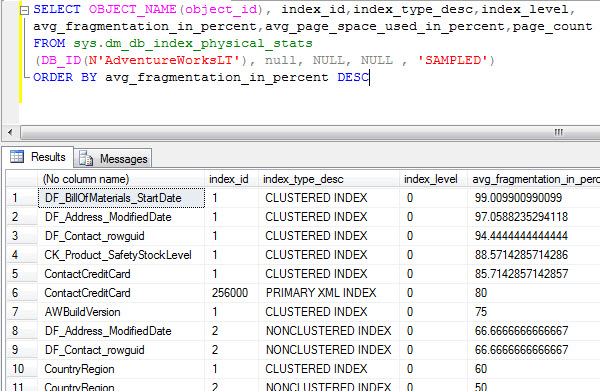 SELECT OBJECT_NAME(object_id), index_id,index_type_desc,index_level,
avg_fragmentation_in_percent,avg_page_space_used_in_percent,page_count
FROM sys.dm_db_index_physical_stats
(DB_ID(N'AdventureWorksLT'), null, NULL, NULL , 'SAMPLED')
ORDER BY avg_fragmentation_in_percent DESC
Results Messages
(No column name) index_id index_type_desc index_level avg_fragmentation_in_perc
1 DF_BillOfMaterials_StartDate 1 CLUSTERED INDEX 0 99.009900990099
2 DF_Address_ModifiedDate 1 CLUSTERED INDEX 0 97.0588235294118
3 DF_Contact_rowguid 1 CLUSTERED INDEX 0 94.4444444444444
4 CK_Product_SafetyStockLevel 1 CLUSTERED INDEX 0 88.5714285714286
5 ContactCreditCard 1 CLUSTERED INDEX 0 85.7142857142857
6 ContactCreditCard 256000 PRIMARY XML INDEX 0 80
7 AWBuildVersion 1 CLUSTERED INDEX 0 75
8 DF_Address_ModifiedDate 2 NONCLUSTERED INDEX 0 66.6666666666667
9 DF_Contact_rowguid 2 NONCLUSTERED INDEX 0 66.6666666666667
10 CountryRegion 1 CLUSTERED INDEX 0 60
11 CountryRegion 2 NONCLUSTERED INDEX 0 50